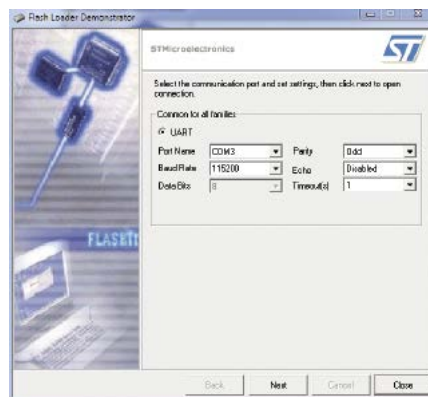 Flash Loader Demonstrator
STMicroelectronics
ST
Select the communication port and set settings, then click next to open
connection.
Common for all families
UART
Port Name COM3 Parity Odd
Baud Rate 115200 Echo Disabled
Data Bits 8 Timeout(s) 1
Back Next Cancel Close